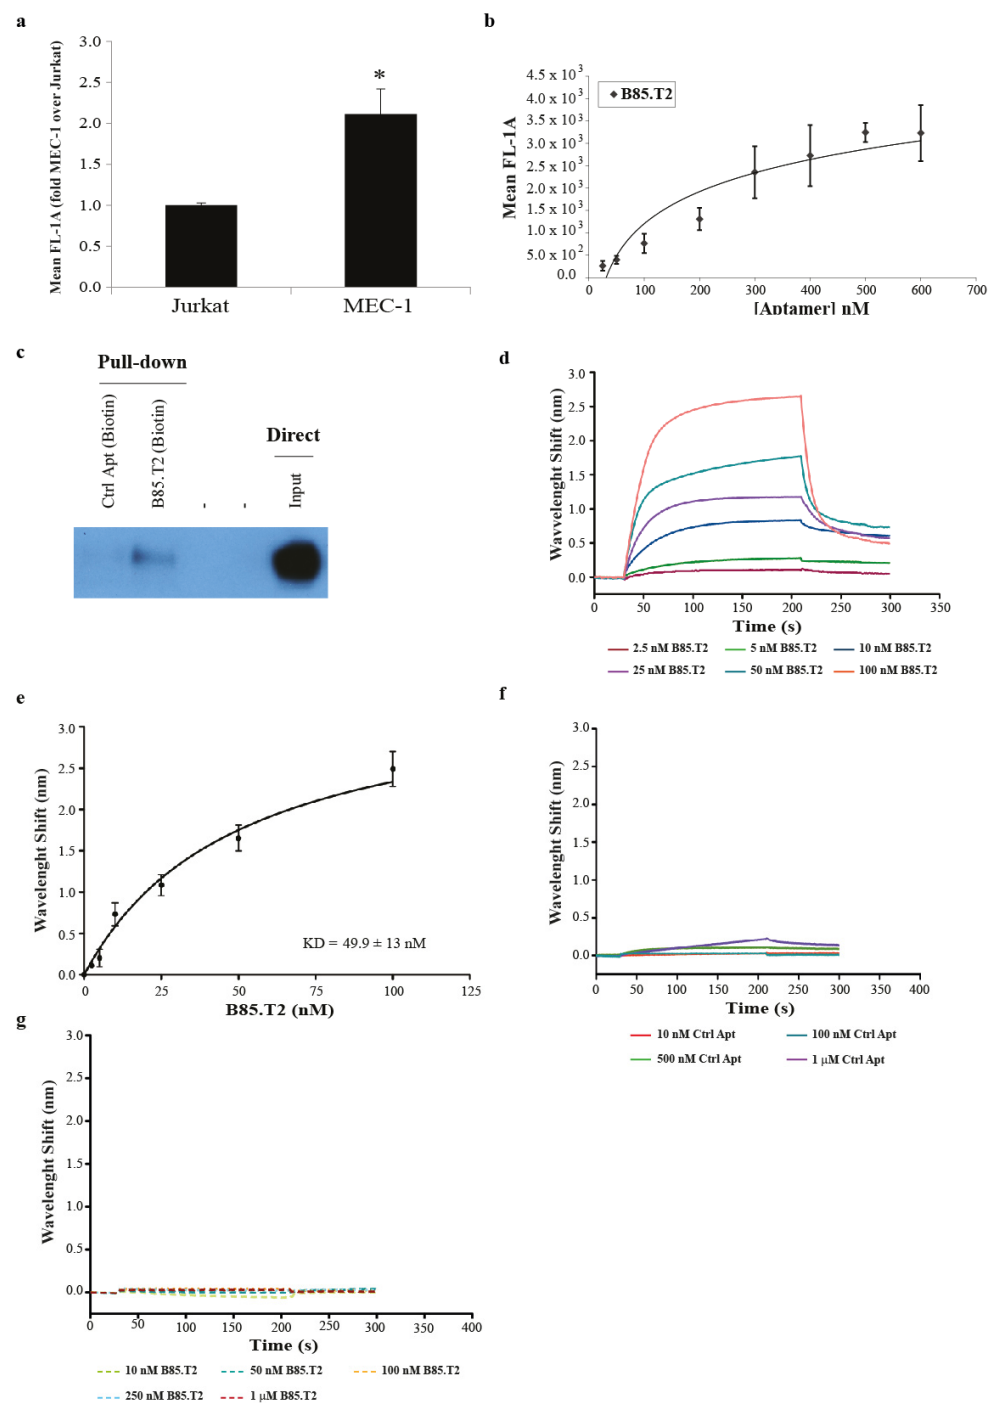 a
Mean FL-1A (fold MEC-1 over Jurkat)
3.0
2.5
2.0
1.5
1.0
0.5
0.0
*
Jurkat MEC-1
b
Mean FL-1A
4.5 x 10³
4.0 x 10³
3.5 x 10³
3.0 x 10³
2.5 x 10³
2.0 x 10³
1.5 x 10³
1.0 x 10³
5.0 x 10²
0.0
B85.T2
0 100 200 300 400 500 600 700
[Aptamer] nM
c
Pull-down
Ctrl Apt (Biotin)
B85.T2 (Biotin)
-
-
Direct
Input
d
Wavvelenght Shift (nm)
3.0
2.5
2.0
1.5
1.0
0.5
0.0
0 50 100 150 200 250 300 350
Time (s)
2.5 nM B85.T2 5 nM B85.T2 10 nM B85.T2
25 nM B85.T2 50 nM B85.T2 100 nM B85.T2
e
Wavelenght Shift (nm)
3.0
2.5
2.0
1.5
1.0
0.5
0.0
KD = 49.9 ± 13 nM
0 25 50 75 100 125
B85.T2 (nM)
f
Wavelenght Shift (nm)
3.0
2.5
2.0
1.5
1.0
0.5
0.0
0 50 100 150 200 250 300 350 400
Time (s)
10 nM Ctrl Apt 100 nM Ctrl Apt
500 nM Ctrl Apt 1 µM Ctrl Apt
g
Wavelenght Shift (nm)
3.0
2.5
2.0
1.5
1.0
0.5
0.0
0 50 100 150 200 250 300 350 400
Time (s)
10 nM B85.T2 50 nM B85.T2 100 nM B85.T2
250 nM B85.T2 1 µM B85.T2